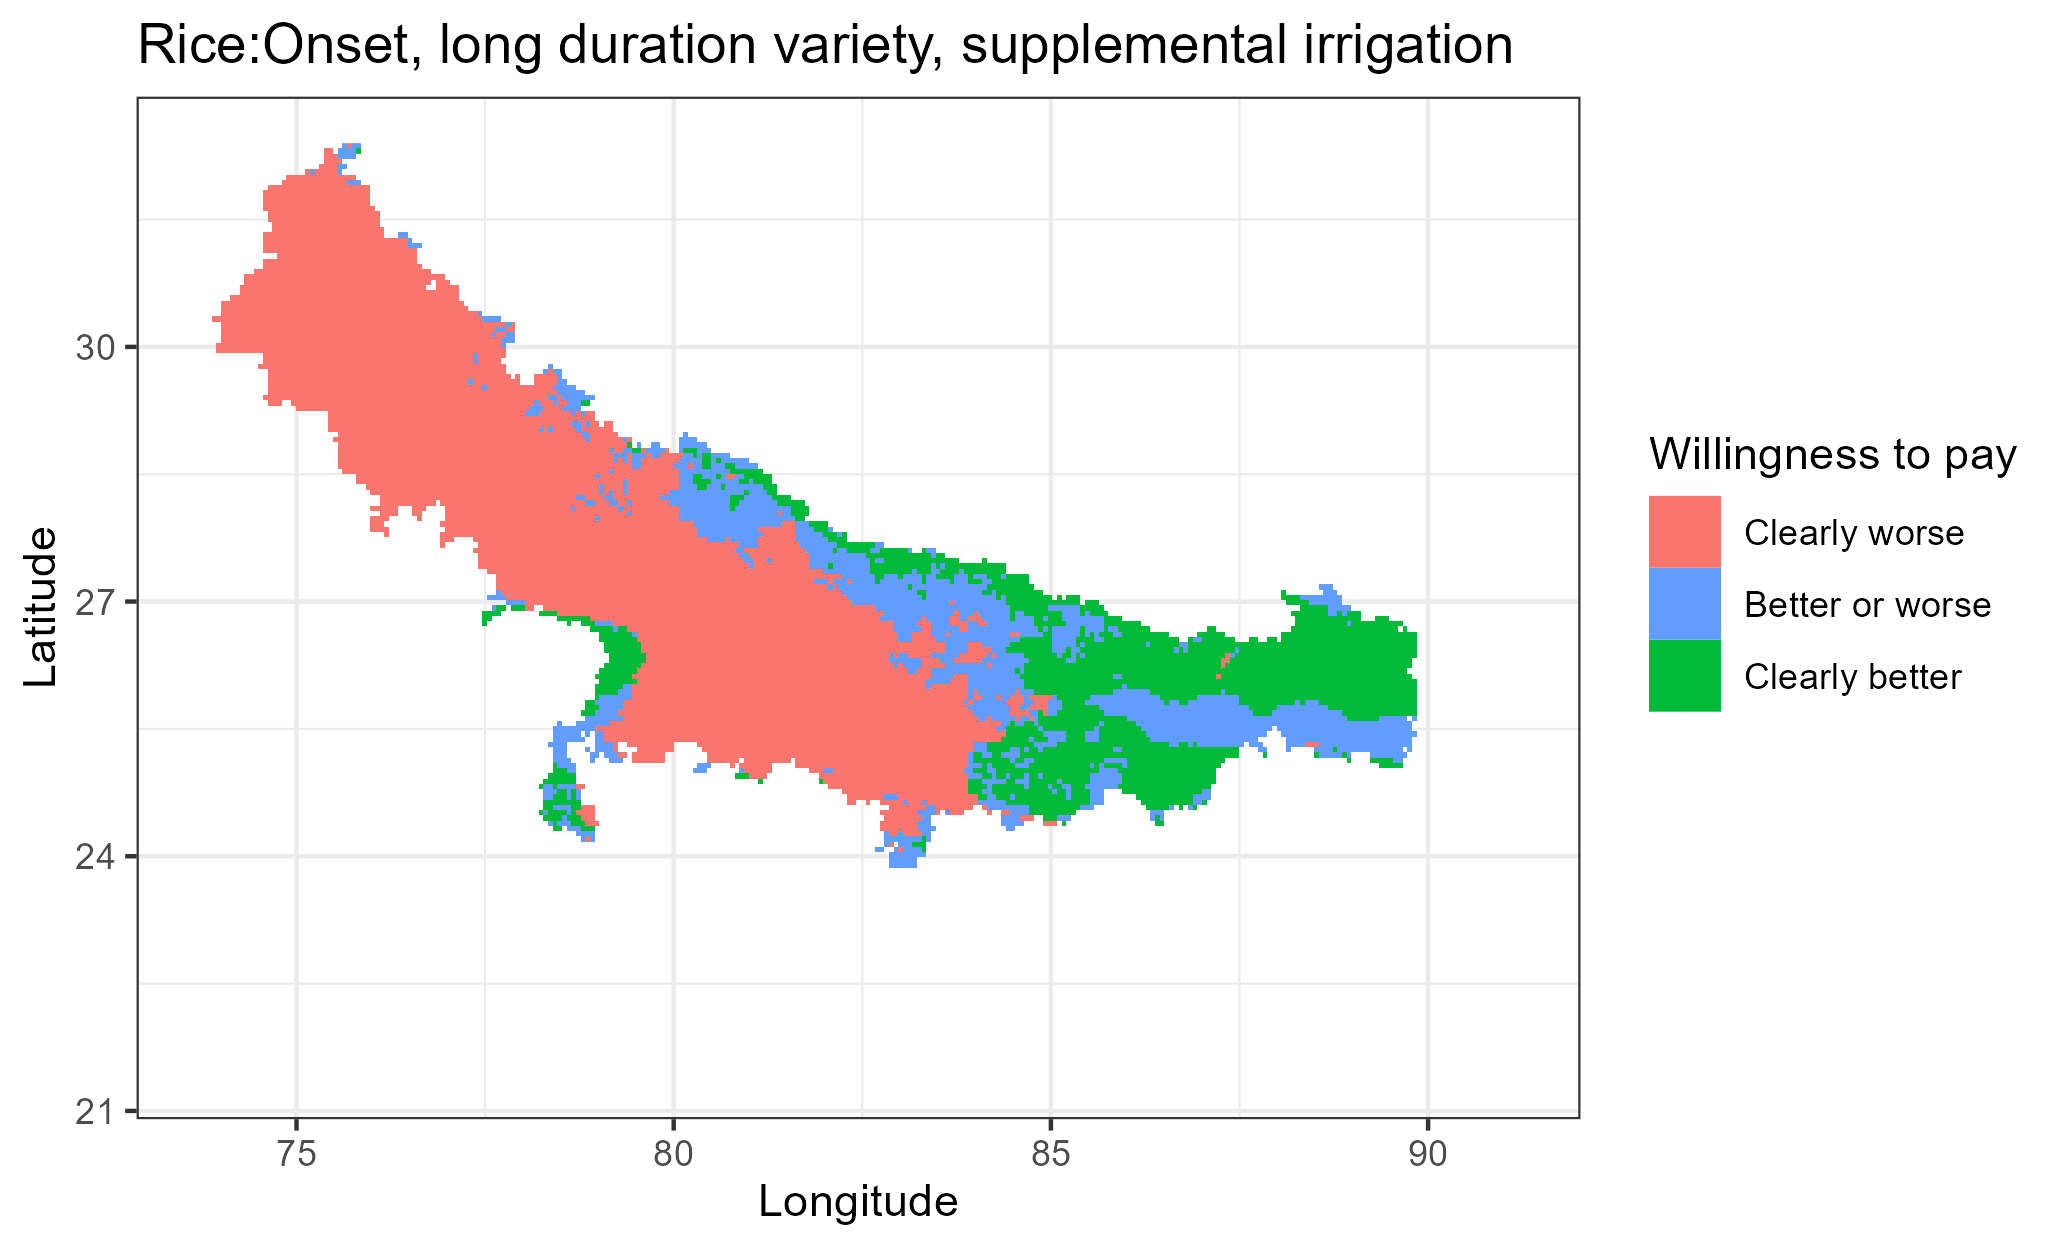 Rice:Onset, long duration variety, supplemental irrigation
Latitude
30
27
24
21
75
80
85
90
Longitude
Willingness to pay
Clearly worse
Better or worse
Clearly better